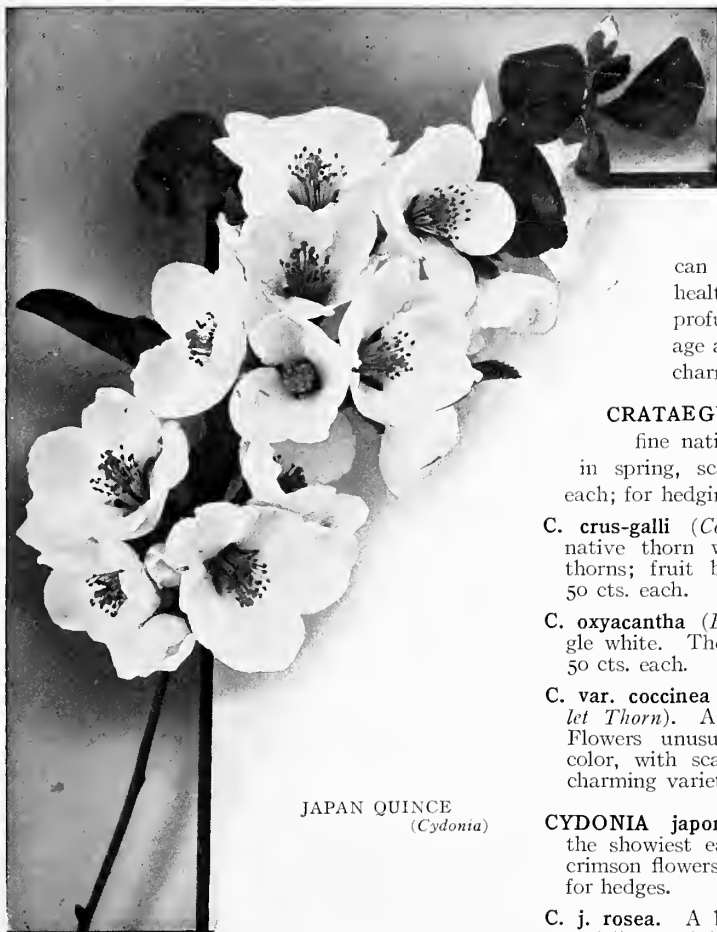 can
healt
profu
age a
charr
CRATAEG
fine nati
in spring, sca
each; for hedgin
C. crus-galli (Co
native thorn w
thorns; fruit b
50 cts. each.
C. oxyacantha (
gle white. The
50 cts. each.
C. var. coccinea
let Thorn). A
Flowers unusu
color, with sca
charming variet
JAPAN QUINCE
(Cydonia)
CYDONIA japon
the showiest ea
crimson flowers
for hedges.
C. j. rosea. A l